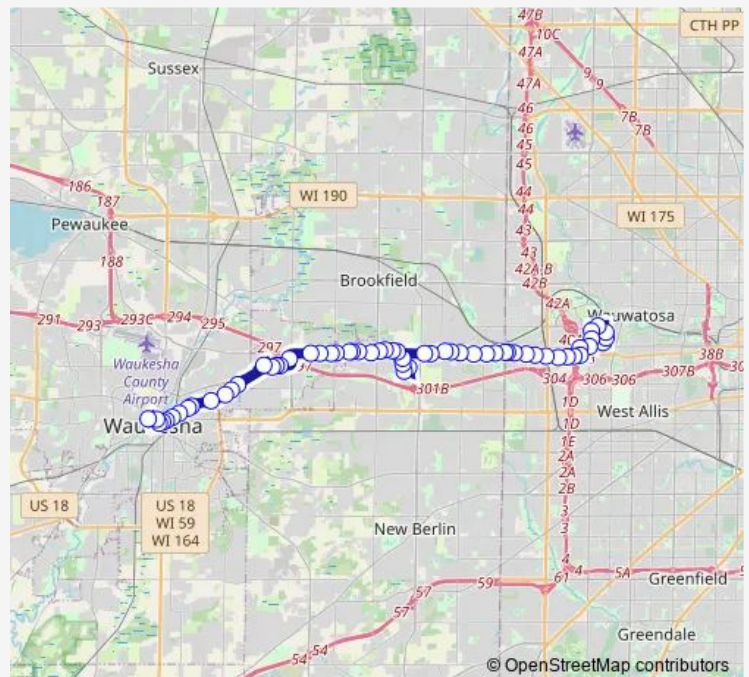 47B
CTH PP
10C
47A
Sussex
9
9
47A
7B
46
7B
46
45
45
186
44
WI 190
187
44
WI 175
Pewaukee
43
43
188
42A;B
Brookfield
42B
42A
291
293
293C
294
295
Wauwatosa
297
38B
Waukesha
County
Airport
304
306
306
307B
301B
1D
West Allis
1D
1E
2A
2A
US 18
US 18
WI 59
WI 164
2B
3
New Berlin
3
4
4
5A
59
61
Greenfield
57
57
Greendale
54
54
© OpenStreetMap contributors